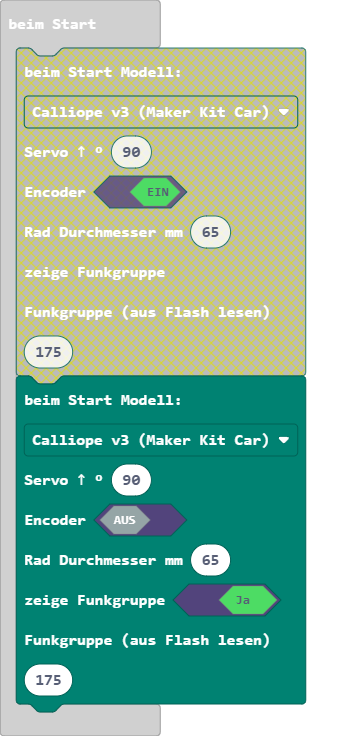 beim Start
beim Start Modell:
Calliope v3 (Maker Kit Car)
Servo ↑ º 90
Encoder EIN
Rad Durchmesser mm 65
zeige Funkgruppe
Funkgruppe (aus Flash lesen)
175
beim Start Modell:
Calliope v3 (Maker Kit Car)
Servo ↑ º 90
Encoder AUS
Rad Durchmesser mm 65
zeige Funkgruppe Ja
Funkgruppe (aus Flash lesen)
175